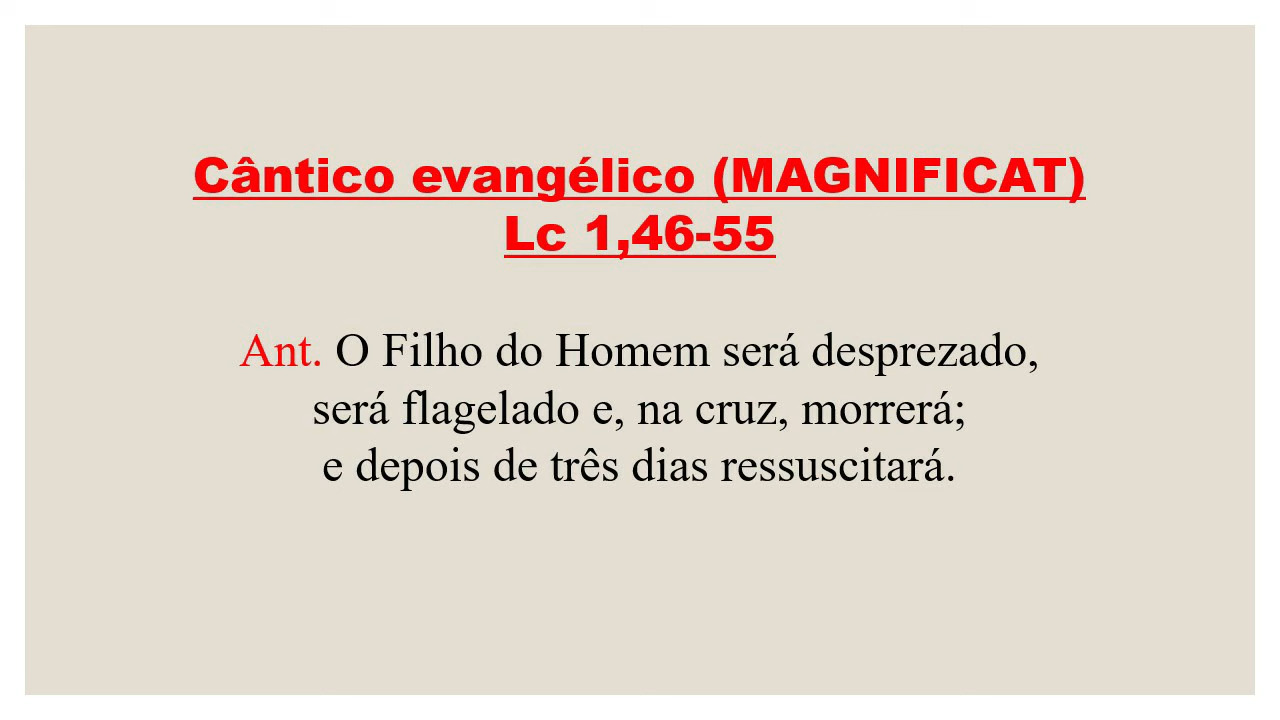 Cântico evangélico (MAGNIFICAT)
Lc 1,46-55
Ant. O Filho do Homem será desprezado,
será flagelado e, na cruz, morrerá;
e depois de três dias ressuscitará.